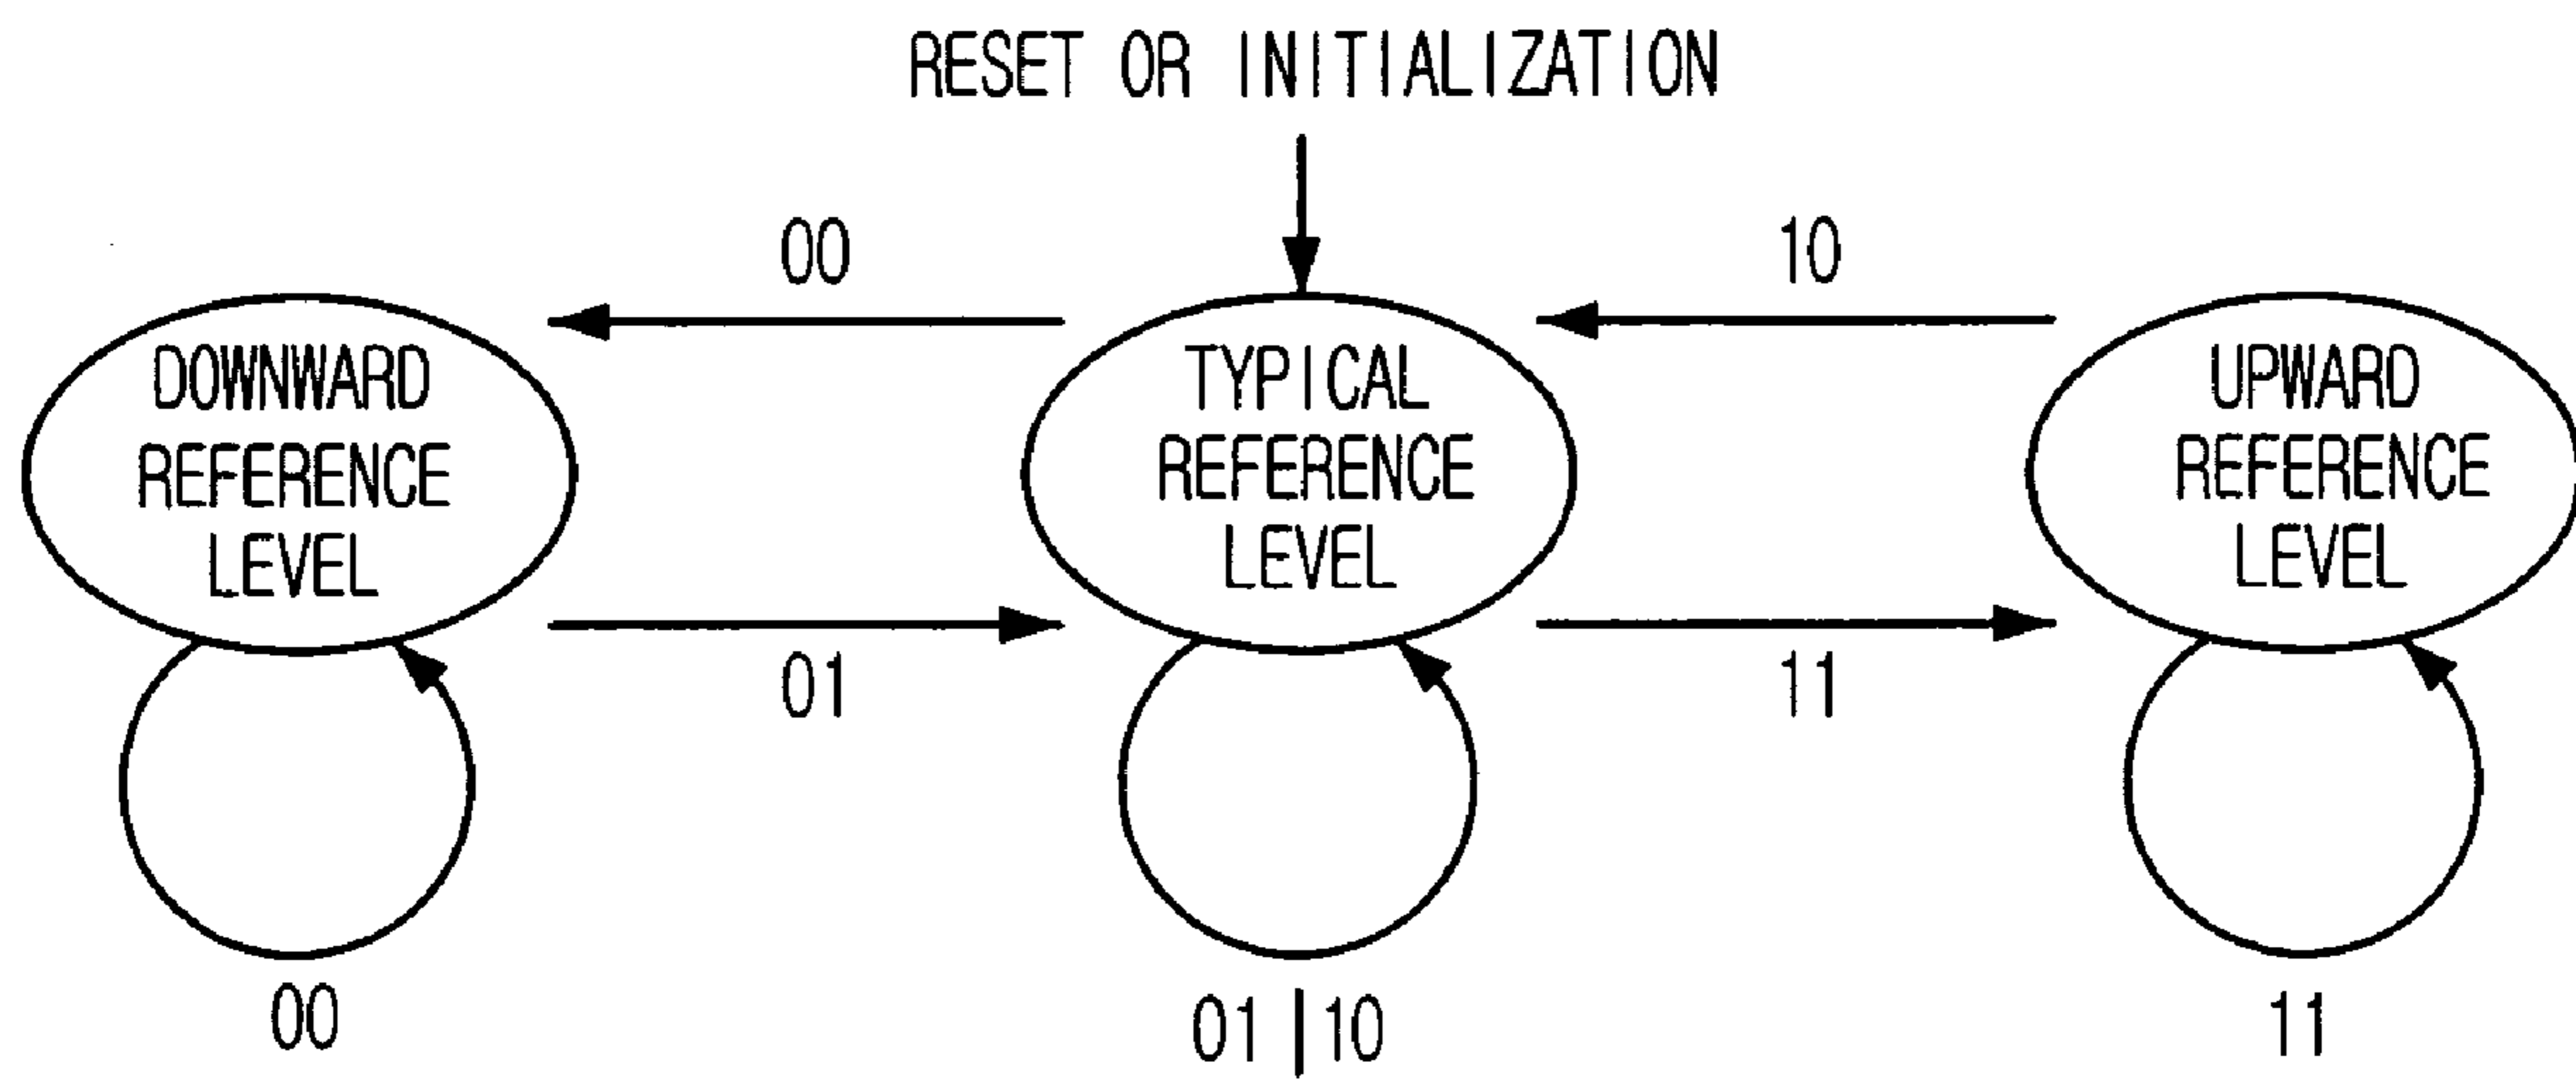 RESET OR INITIALIZATION
00
10
DOWNWARD
REFERENCE
LEVEL
TYPICAL
REFERENCE
LEVEL
UPWARD
REFERENCE
LEVEL
01
11
00
01 | 10
11